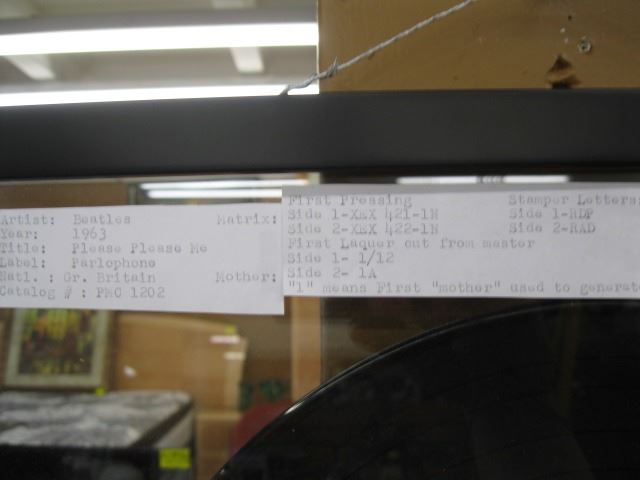 Artist: Beatles Matrix:
Year: 1963
Title: Please Please Me
Label: Parlophone
Natl.: Gr. Britain Mother:
Catalog #: PMC 1202
First Pressing Stamper Letters:
Side 1-XEX 421-1N Side 1-RDP
Side 2-XEX 422-1N Side 2-RAD
First Laquer cut from master
Side 1- 1/12
Side 2- 1A
"1" means First "mother" used to generate